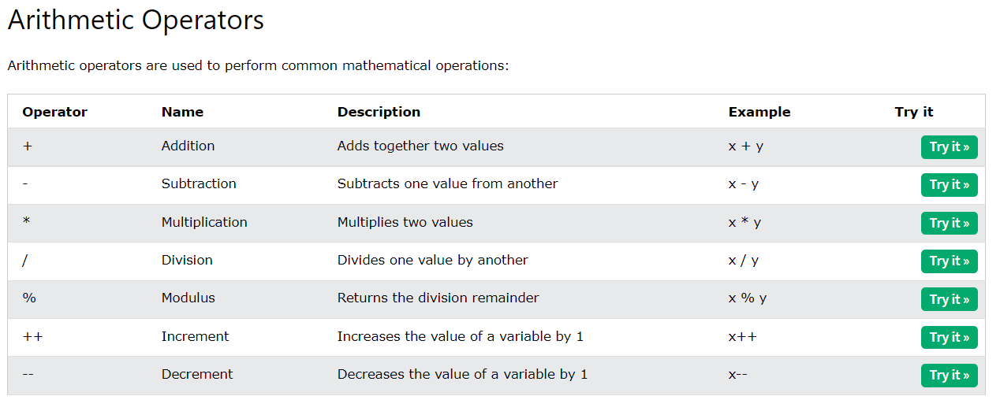 Arithmetic Operators
Arithmetic operators are used to perform common mathematical operations:
Operator Name Description Example Try it
+ Addition Adds together two values x + y Try it »
- Subtraction Subtracts one value from another x - y Try it »
* Multiplication Multiplies two values x * y Try it »
/ Division Divides one value by another x / y Try it »
% Modulus Returns the division remainder x % y Try it »
++ Increment Increases the value of a variable by 1 x++ Try it »
-- Decrement Decreases the value of a variable by 1 x-- Try it »